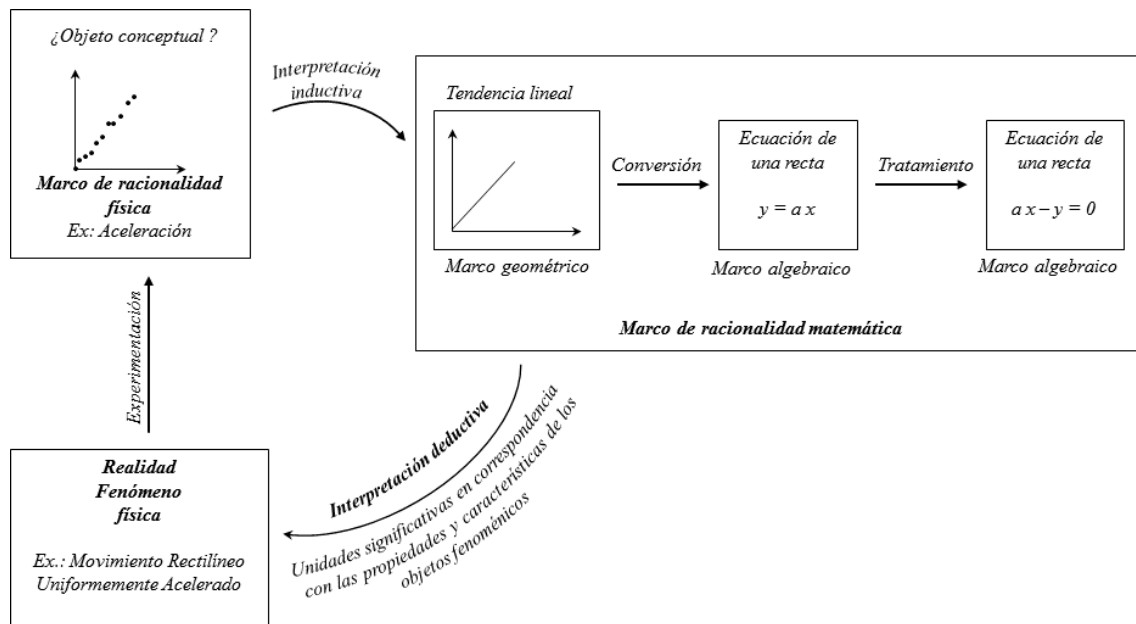 ¿Objeto conceptual ?
Marco de racionalidad
física
Ex: Aceleración
Interpretación
inductiva
Tendencia lineal
Marco geométrico
Conversión
Ecuación de
una recta
y = a x
Marco algebraico
Tratamiento
Ecuación de
una recta
a x – y = 0
Marco algebraico
Marco de racionalidad matemática
Experimentación
Interpretación deductiva
Unidades significativas en correspondencia
con las propiedades y características de los
objetos fenoménicos
Realidad
Fenómeno
física
Ex.: Movimiento Rectilíneo
Uniformemente Acelerado